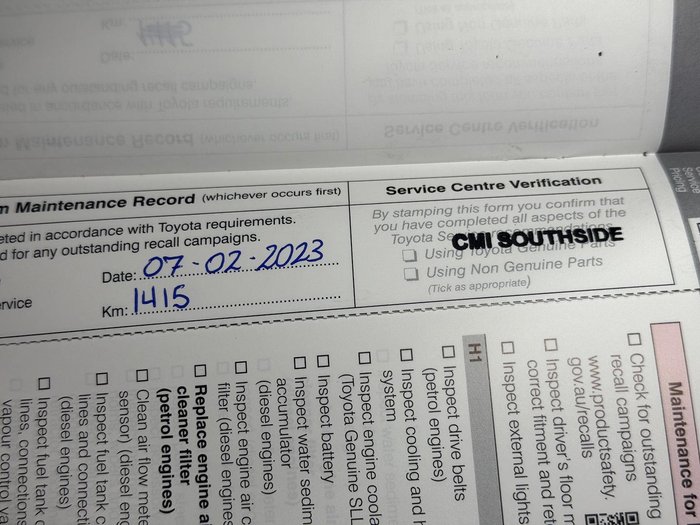 n Maintenance Record (whichever occurs first)
eted in accordance with Toyota requirements.
d for any outstanding recall campaigns.
Date: 07-02-2023
ervice
Km: 1415
Service Centre Verification
By stamping this form you confirm that
you have completed all aspects of the
Toyota
CMI SOUTHSIDE
Using Toyota Genuine Parts
Using Non Genuine Parts
(Tick as appropriate)
Service
Pricing
Maintenance for
Check for outstanding
recall campaigns
www.productsafety.
gov.au/recalls
Inspect driver's floor m
correct fitment and ret
Inspect external lights
H1
Inspect drive belts
(petrol engines)
Inspect cooling and h
system
Inspect engine coola
(Toyota Genuine SLL
Inspect battery
Inspect water sedim
accumulator
(diesel engines)
Inspect engine air c
filter (diesel engines
Replace engine a
cleaner filter
(petrol engines)
Clean air flow mete
sensor) (diesel eng
Inspect fuel tank c
lines and connecti
(diesel engines)
Inspect fuel tank c
lines, connections
vapour control va